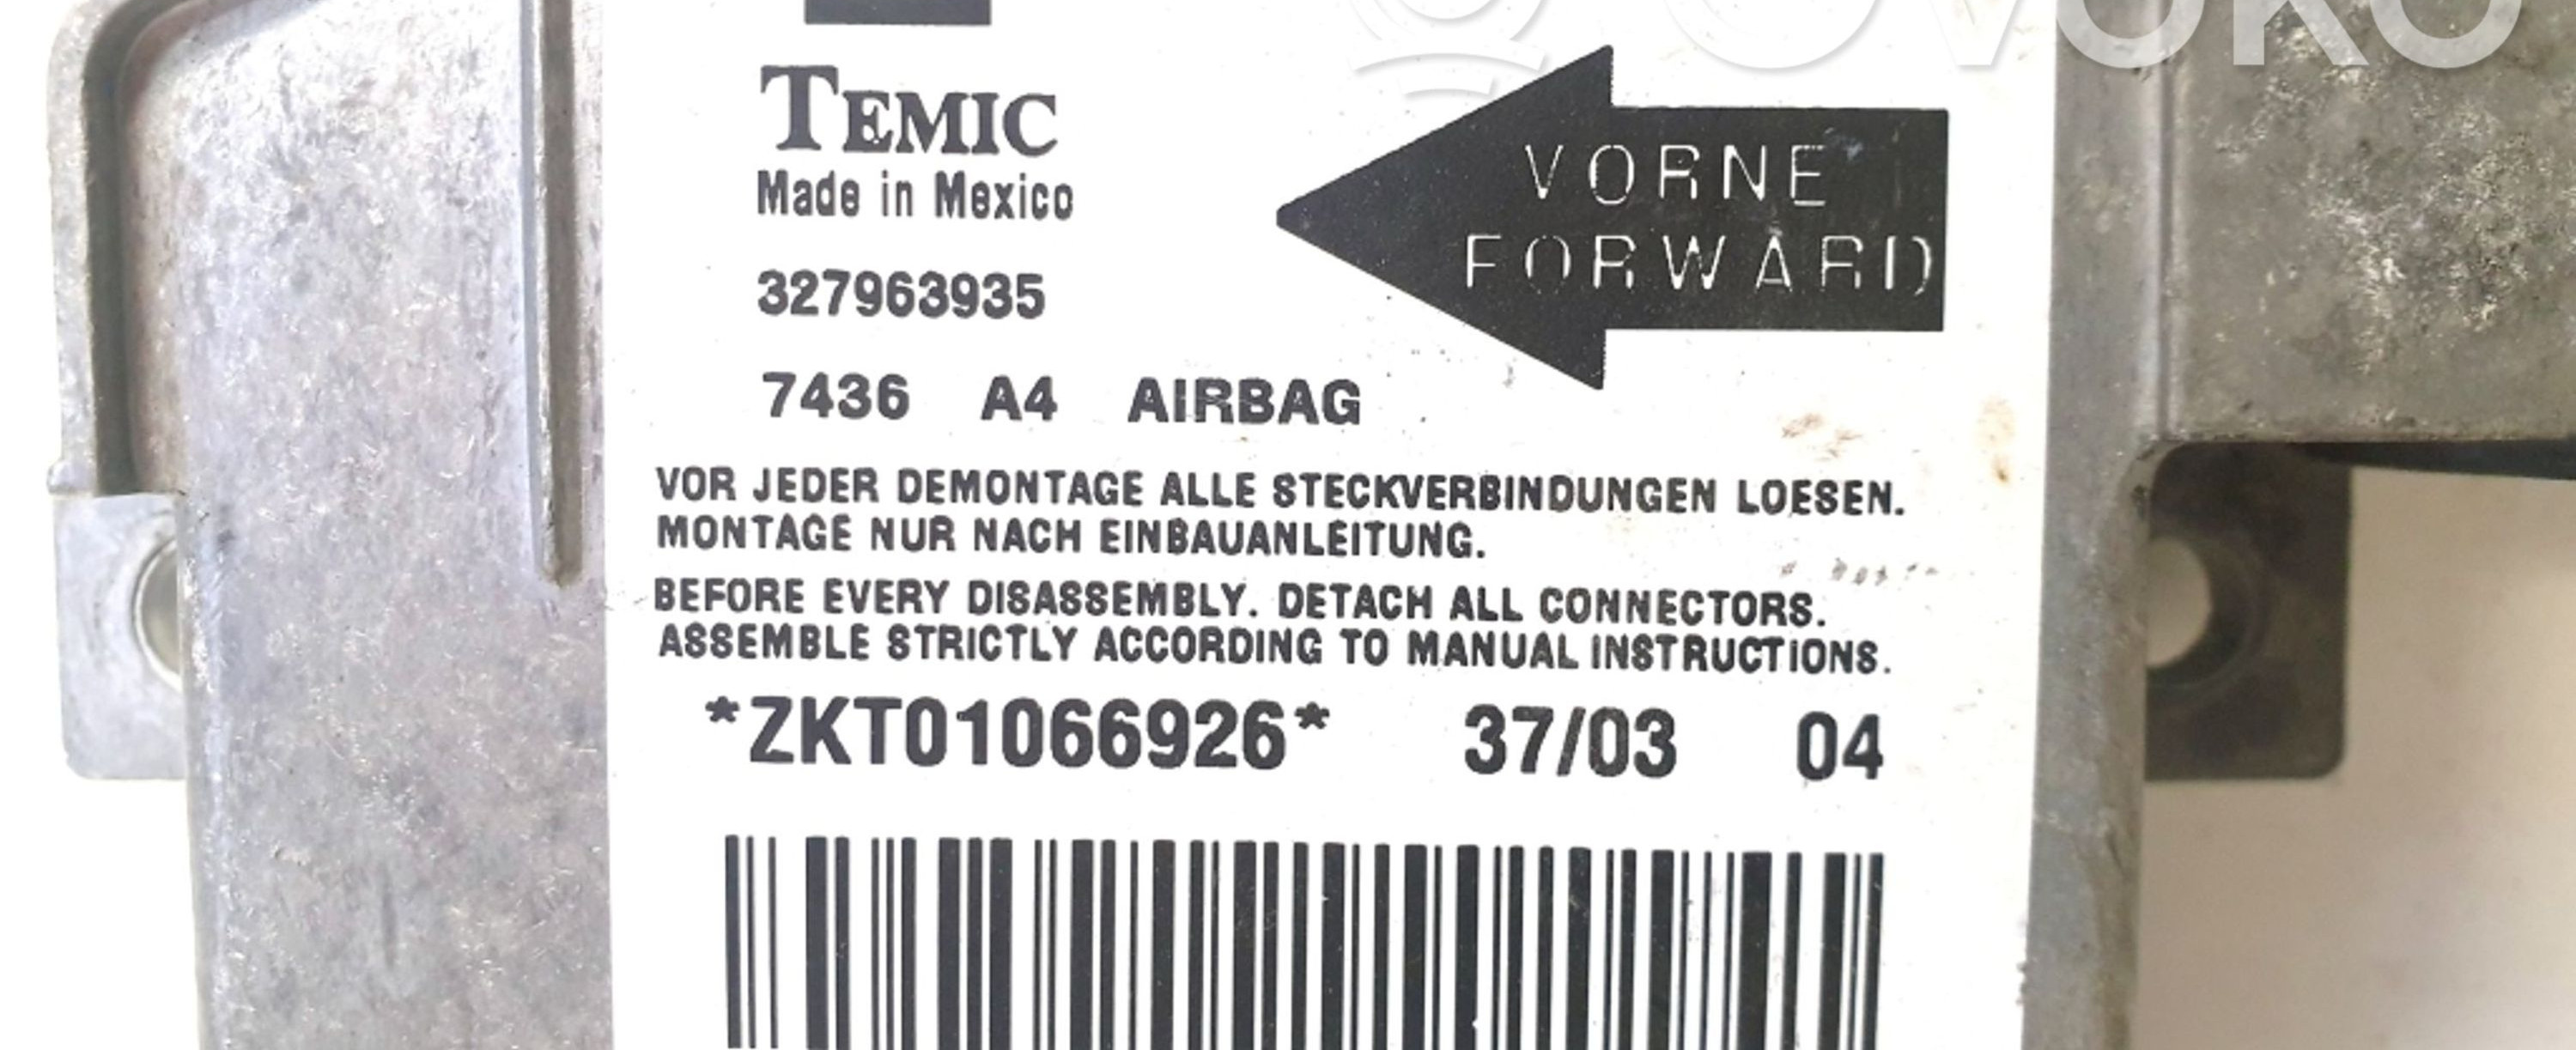 OVOKO
TEMIC
Made in Mexico
VORNE
FORWARD
327963935
7436 A4 AIRBAG
VOR JEDER DEMONTAGE ALLE STECKVERBINDUNGEN LOESEN.
MONTAGE NUR NACH EINBAUANLEITUNG.
BEFORE EVERY DISASSEMBLY. DETACH ALL CONNECTORS.
ASSEMBLE STRICTLY ACCORDING TO MANUAL INSTRUCTIONS.
*ZKT01066926* 37/03 04